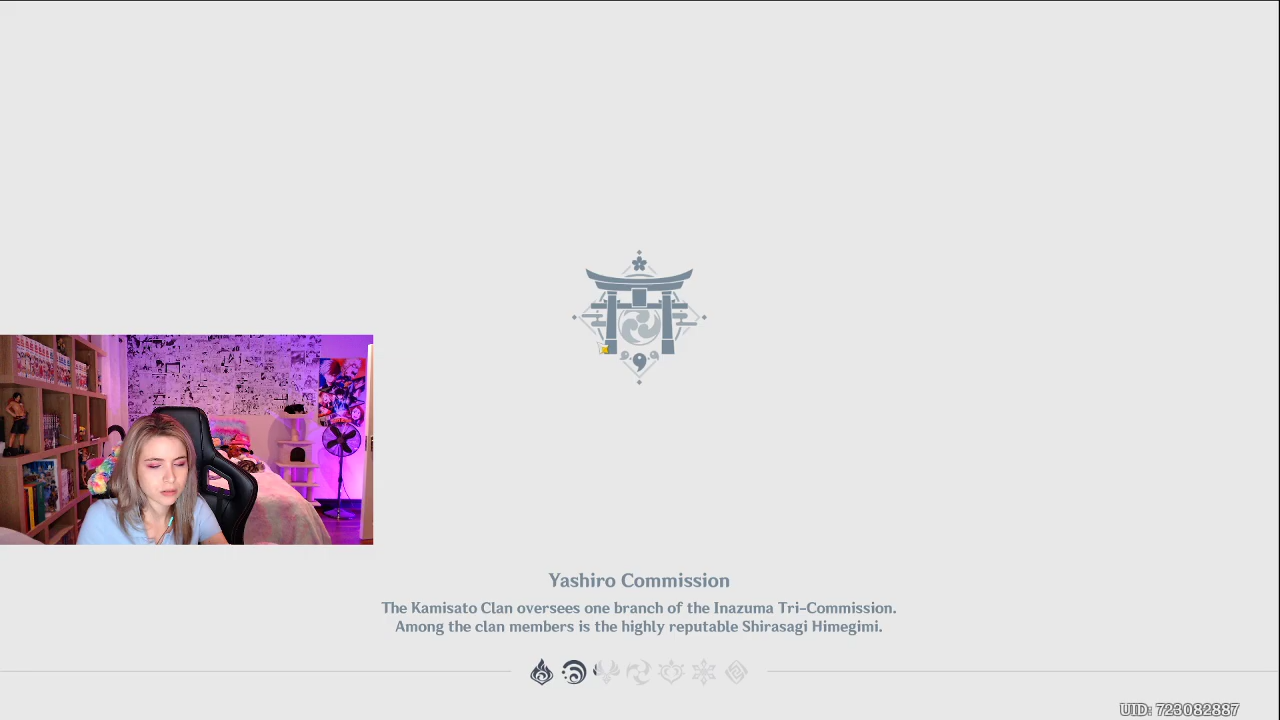 Yashiro Commission
The Kamisato Clan oversees one branch of the Inazuma Tri-Commission.
Among the clan members is the highly reputable Shirasagi Himegimi.
UID: 723082887